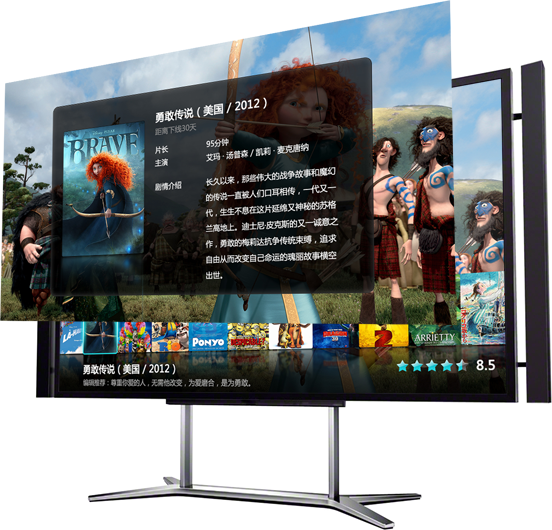 勇敢传说（美国 / 2012）
距离下线30天
片长 95分钟
主演 艾玛·汤普森 / 凯莉·麦克唐纳
剧情介绍 长久以来，那些伟大的战争故事和魔幻
的传说一直被人们口耳相传，一代又一
代，生生不息在这片延绵又神秘的苏格
兰高地上。迪士尼·皮克斯的又一诚意之
作，勇敢的梅莉达抗争传统束缚，追求
自由从而改变自己命运的瑰丽故事横空
出世。
BRAVE
PONYO
2
ARRIETTY
勇敢传说（美国 / 2012）
8.5
编辑推荐：尊重你爱的人，无需他改变，为爱磨合，是为勇敢。